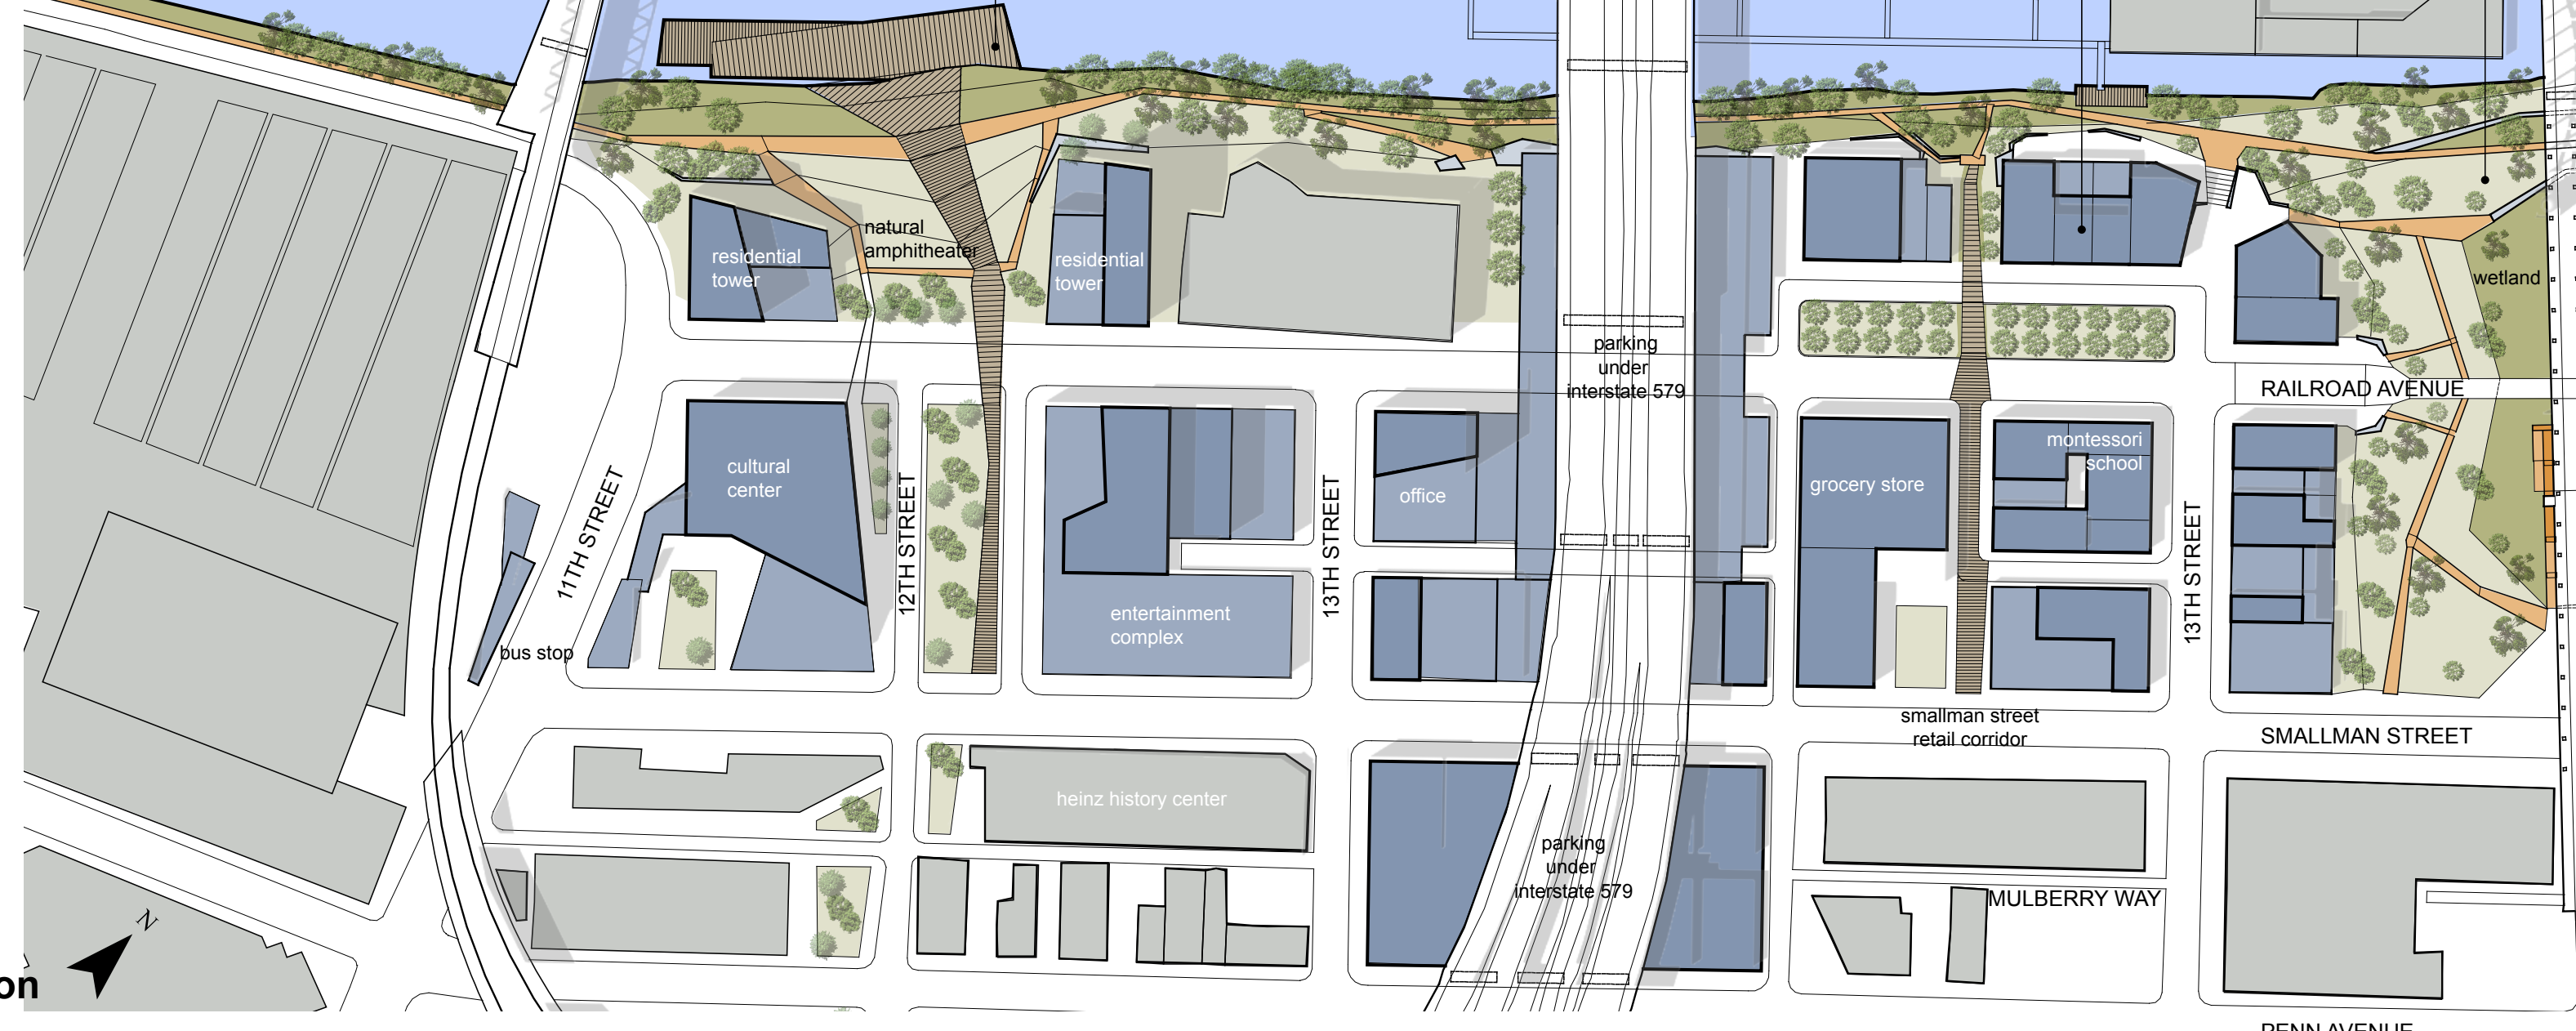 natural
amphitheater
residential
tower
residential
tower
wetland
parking
under
interstate 579
RAILROAD AVENUE
cultural
center
montessori
school
grocery store
office
11TH STREET
12TH STREET
13TH STREET
13TH STREET
entertainment
complex
bus stop
smallman street
retail corridor
SMALLMAN STREET
heinz history center
parking
under
interstate 579
MULBERRY WAY
N
on
PENN AVENUE